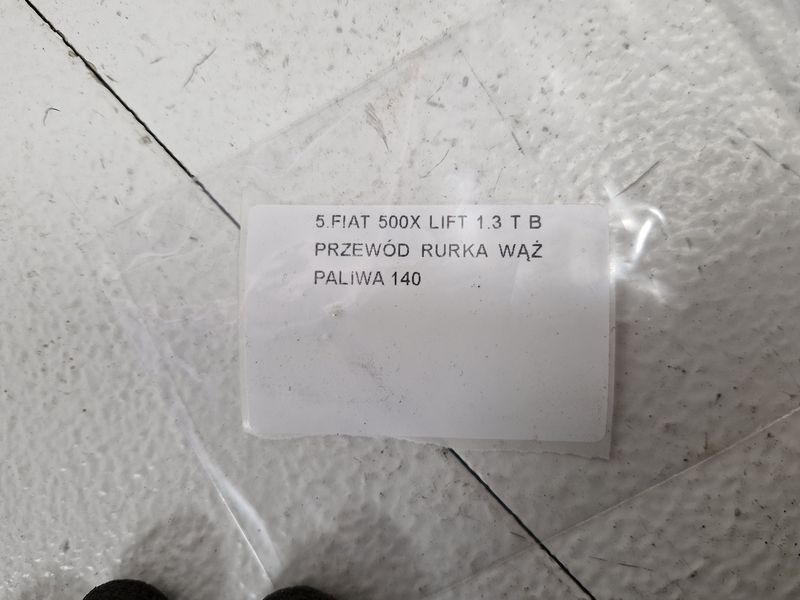 5.FIAT 500X LIFT 1.3 T B
PRZEWÓD RURKA WĄŻ
PALIWA 140